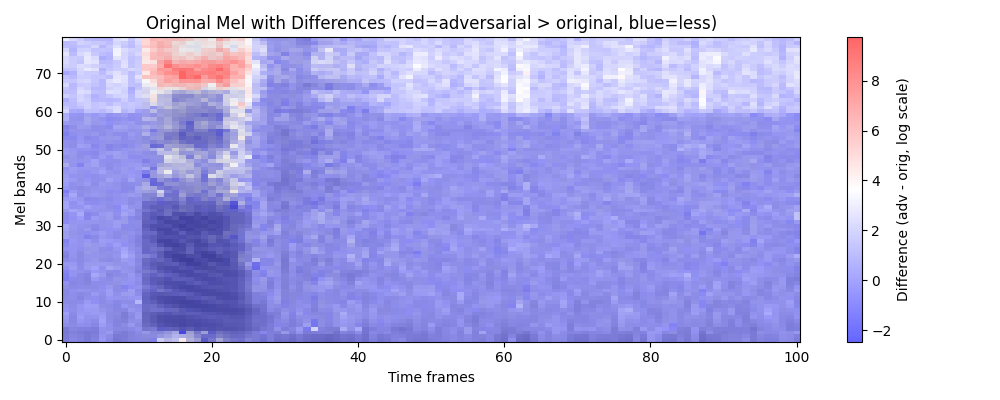 Original Mel with Differences (red=adversarial > original, blue=less)
Mel bands
70
60
50
40
30
20
10
0
0 20 40 60 80 100
Time frames
8
6
4
2
0
−2
Difference (adv - orig, log scale)